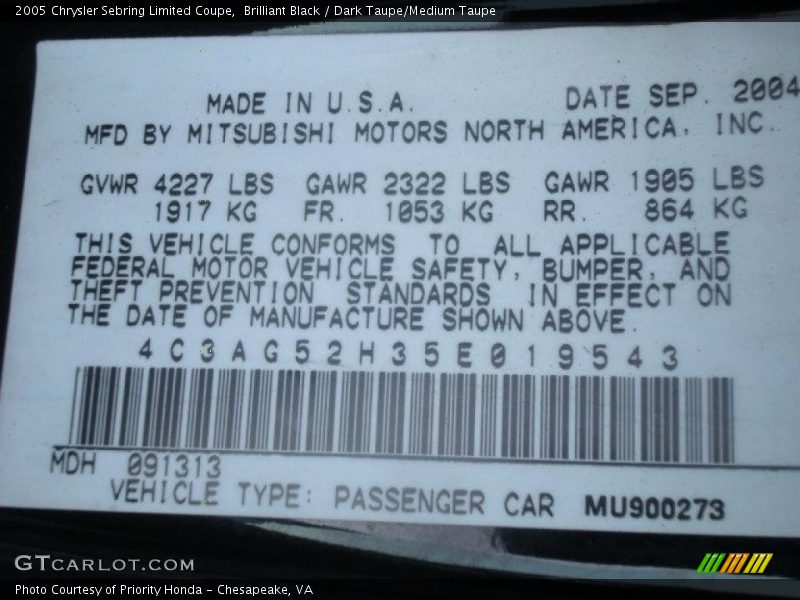 2005 Chrysler Sebring Limited Coupe,  Brilliant Black / Dark Taupe/Medium Taupe
MADE IN U.S.A. DATE SEP. 2004
MFD BY MITSUBISHI MOTORS NORTH AMERICA, INC.
GVWR 4227 LBS GAWR 2322 LBS GAWR 1905 LBS
1917 KG FR. 1053 KG RR. 864 KG
THIS VEHICLE CONFORMS TO ALL APPLICABLE
FEDERAL MOTOR VEHICLE SAFETY, BUMPER, AND
THEFT PREVENTION STANDARDS IN EFFECT ON
THE DATE OF MANUFACTURE SHOWN ABOVE.
4C3AG52H35E019543
MDH 091313
VEHICLE TYPE: PASSENGER CAR MU900273
GTCARLOT.COM
Photo Courtesy of Priority Honda - Chesapeake, VA